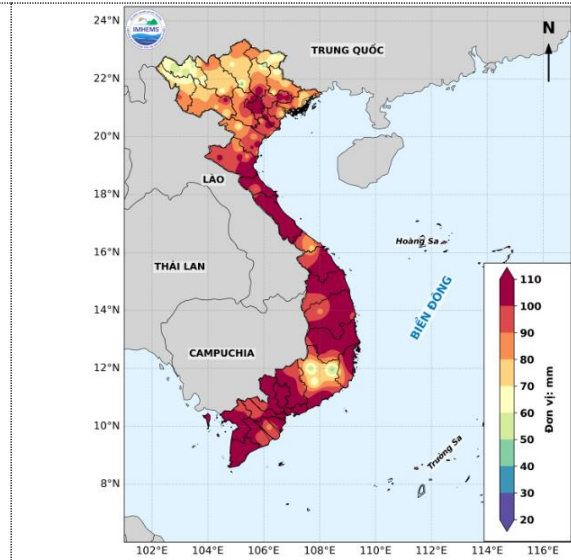 24°N
22°N
20°N
18°N
16°N
14°N
12°N
10°N
8°N
IMHEMS
TRUNG QUỐC
N
LÀO
Hoàng Sa
THÁI LAN
BIỂN ĐÔNG
CAMPUCHIA
Trường Sa
110
100
90
80
70
60
50
40
30
20
Đơn vị: mm
102°E
104°E
106°E
108°E
110°E
112°E
114°E
116°E